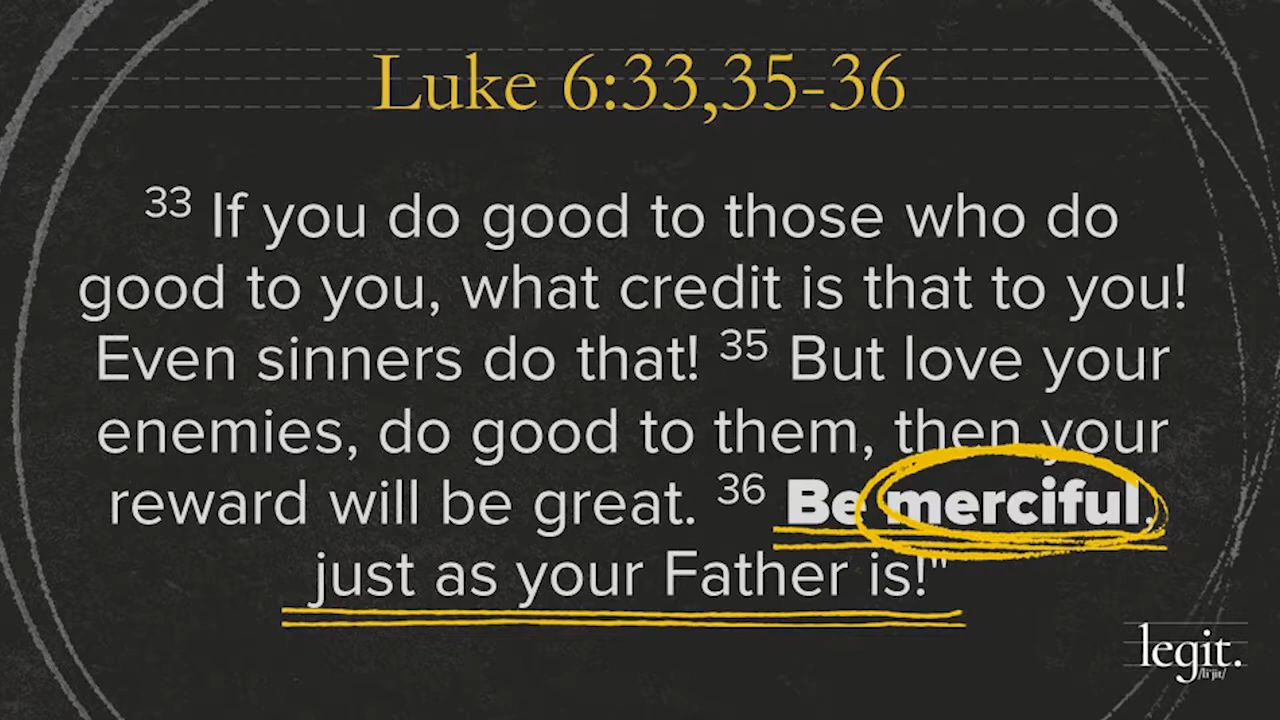 Luke 6:33,35-36
33 If you do good to those who do
good to you, what credit is that to you!
Even sinners do that! 35 But love your
enemies, do good to them, then your
reward will be great. 36 Be merciful,
just as your Father is!"
legit.
/li'jit/